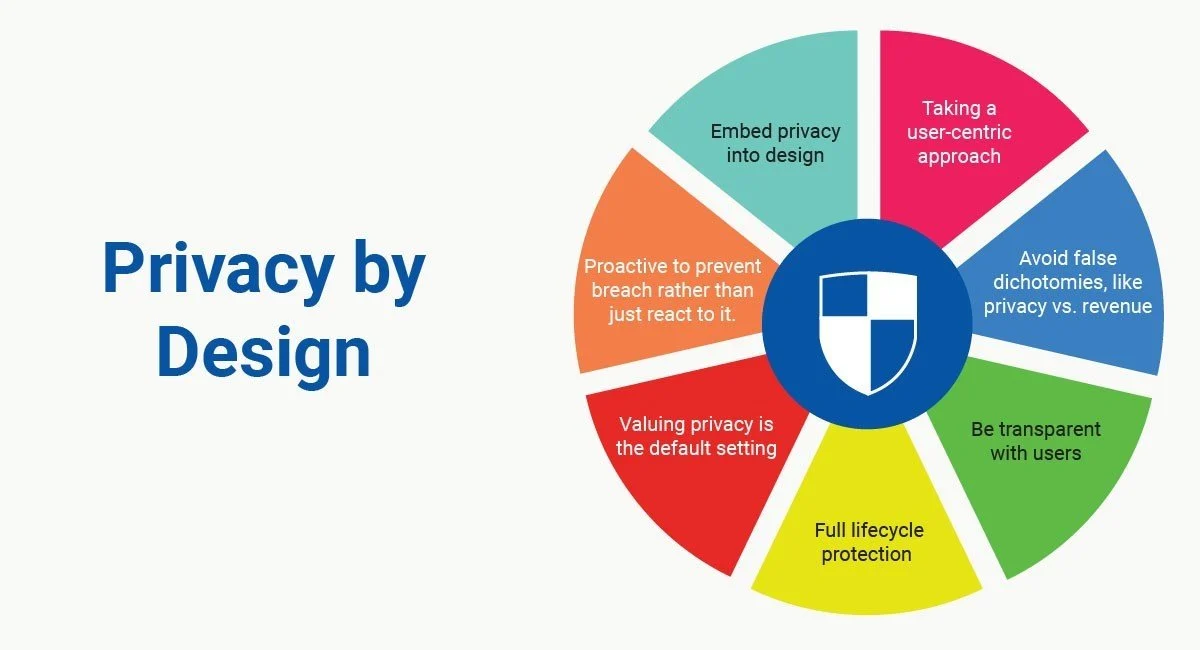 Privacy by
Design
Embed privacy
into design
Taking a
user-centric
approach
Avoid false
dichotomies, like
privacy vs. revenue
Be transparent
with users
Full lifecycle
protection
Valuing privacy is
the default setting
Proactive to prevent
breach rather than
just react to it.